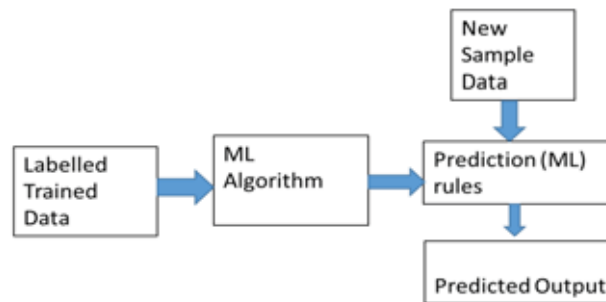 New
Sample
Data
Labelled
Trained
Data
ML
Algorithm
Prediction (ML)
rules
Predicted Output